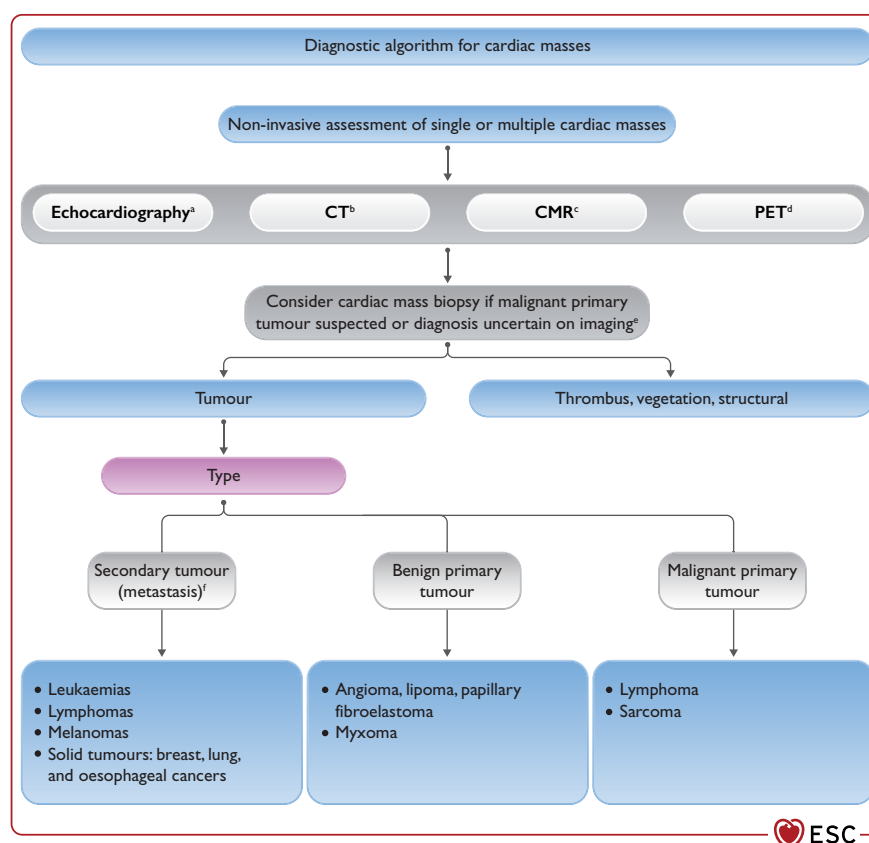 Diagnostic algorithm for cardiac masses
Non-invasive assessment of single or multiple cardiac masses
Echocardiographyᵃ
CTᵇ
CMRᶜ
PETᵈ
Consider cardiac mass biopsy if malignant primary
tumour suspected or diagnosis uncertain on imagingᵉ
Tumour
Thrombus, vegetation, structural
Type
Secondary tumour
(metastasis)ᶠ
Benign primary
tumour
Malignant primary
tumour
• Leukaemias
• Lymphomas
• Melanomas
• Solid tumours: breast, lung,
and oesophageal cancers
• Angioma, lipoma, papillary
fibroelastoma
• Myxoma
• Lymphoma
• Sarcoma
ESC